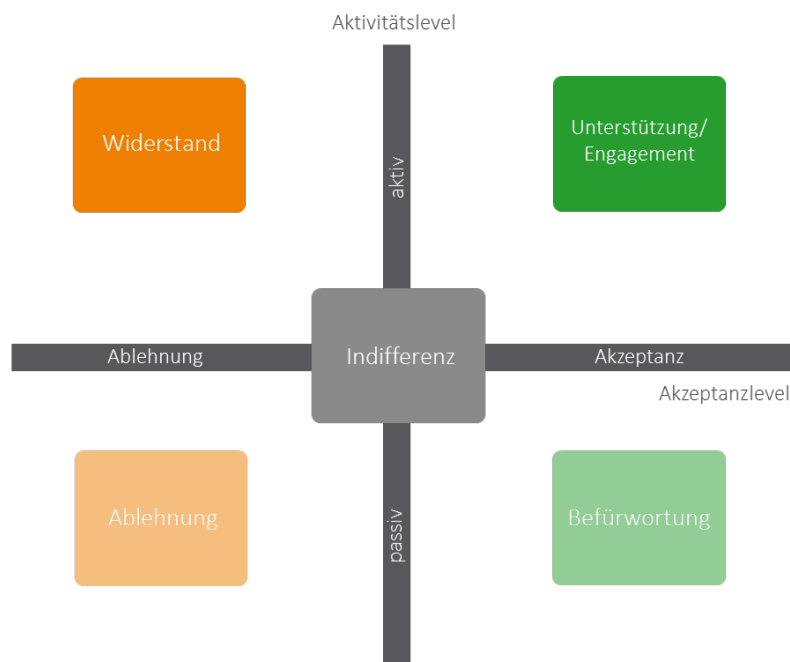 Aktivitätslevel
Widerstand
Unterstützung/
Engagement
aktiv
Ablehnung
Indifferenz
Akzeptanz
Akzeptanzlevel
Ablehnung
passiv
Befürwortung